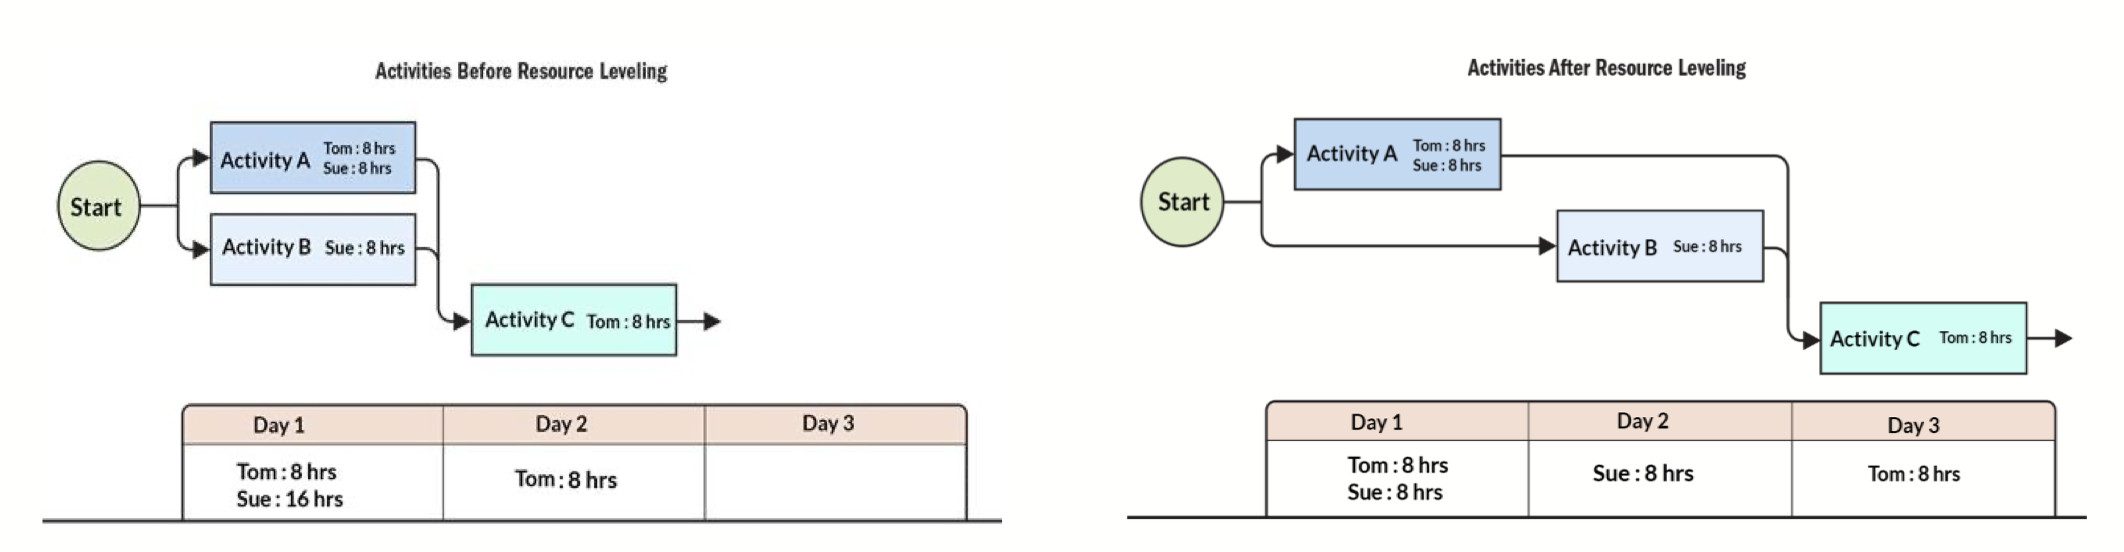 Activities Before Resource Leveling
Start
Activity A
Tom : 8 hrs
Sue : 8 hrs
Activity B
Sue : 8 hrs
Activity C
Tom : 8 hrs
Day 1
Day 2
Day 3
Tom : 8 hrs
Sue : 16 hrs
Tom : 8 hrs
Activities After Resource Leveling
Start
Activity A
Tom : 8 hrs
Sue : 8 hrs
Activity B
Sue : 8 hrs
Activity C
Tom : 8 hrs
Day 1
Day 2
Day 3
Tom : 8 hrs
Sue : 8 hrs
Sue : 8 hrs
Tom : 8 hrs